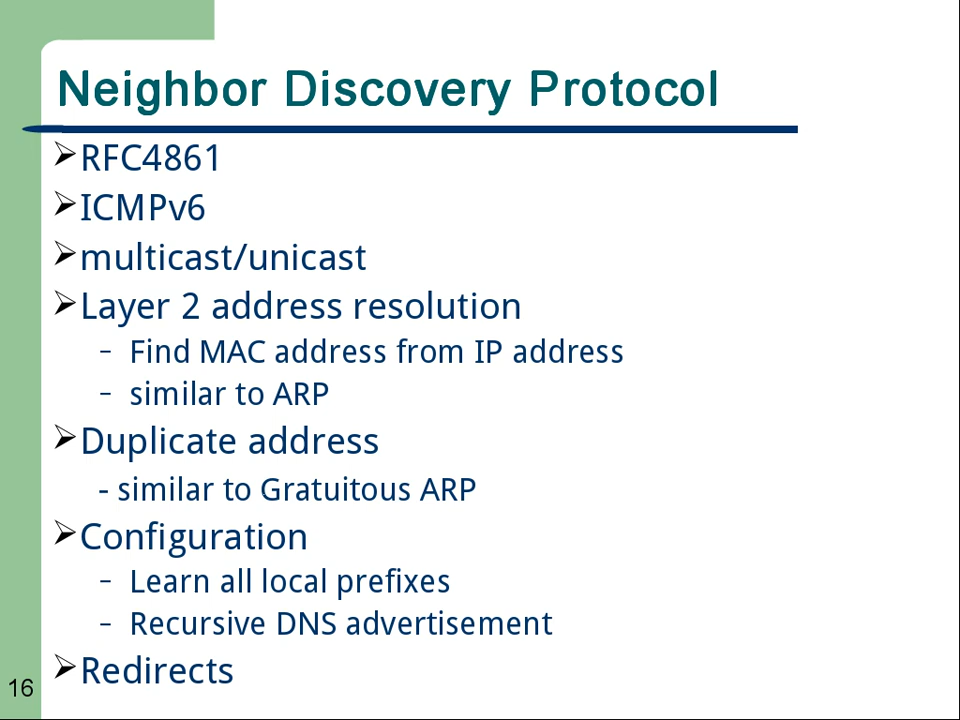 Neighbor Discovery Protocol
➢RFC4861
➢ICMPv6
➢multicast/unicast
➢Layer 2 address resolution
– Find MAC address from IP address
– similar to ARP
➢Duplicate address
- similar to Gratuitous ARP
➢Configuration
– Learn all local prefixes
– Recursive DNS advertisement
➢Redirects
16